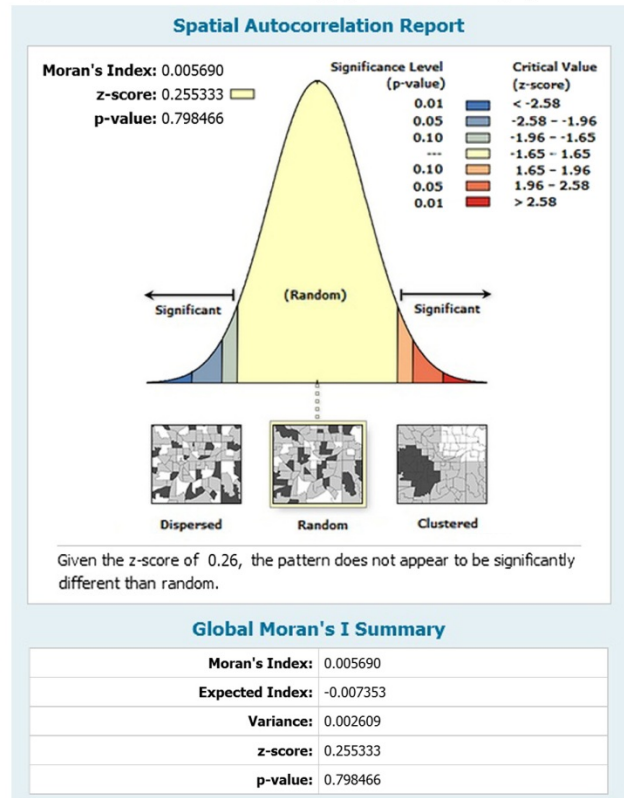 Spatial Autocorrelation Report
Moran's Index: 0.005690
z-score: 0.255333
p-value: 0.798466
Significance Level
(p-value)
Critical Value
(z-score)
0.01 < -2.58
0.05 -2.58 - -1.96
0.10 -1.96 - -1.65
--- -1.65 - 1.65
0.10 1.65 - 1.96
0.05 1.96 - 2.58
0.01 > 2.58
(Random)
Significant
Significant
Dispersed
Random
Clustered
Given the z-score of 0.26, the pattern does not appear to be significantly
different than random.
Global Moran's I Summary
Moran's Index: 0.005690
Expected Index: -0.007353
Variance: 0.002609
z-score: 0.255333
p-value: 0.798466